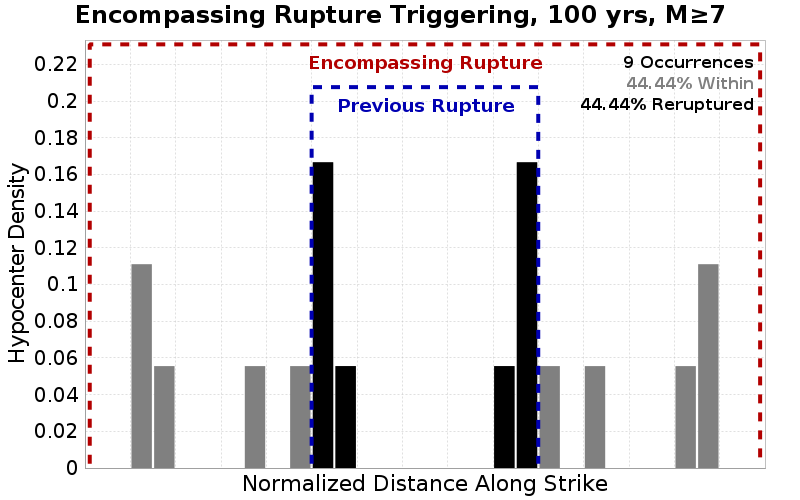 Encompassing Rupture Triggering, 100 yrs, M≥7
Encompassing Rupture
Previous Rupture
9 Occurrences
44.44% Within
44.44% Reruptured
Hypocenter Density
0.22
0.2
0.18
0.16
0.14
0.12
0.1
0.08
0.06
0.04
0.02
0
Normalized Distance Along Strike